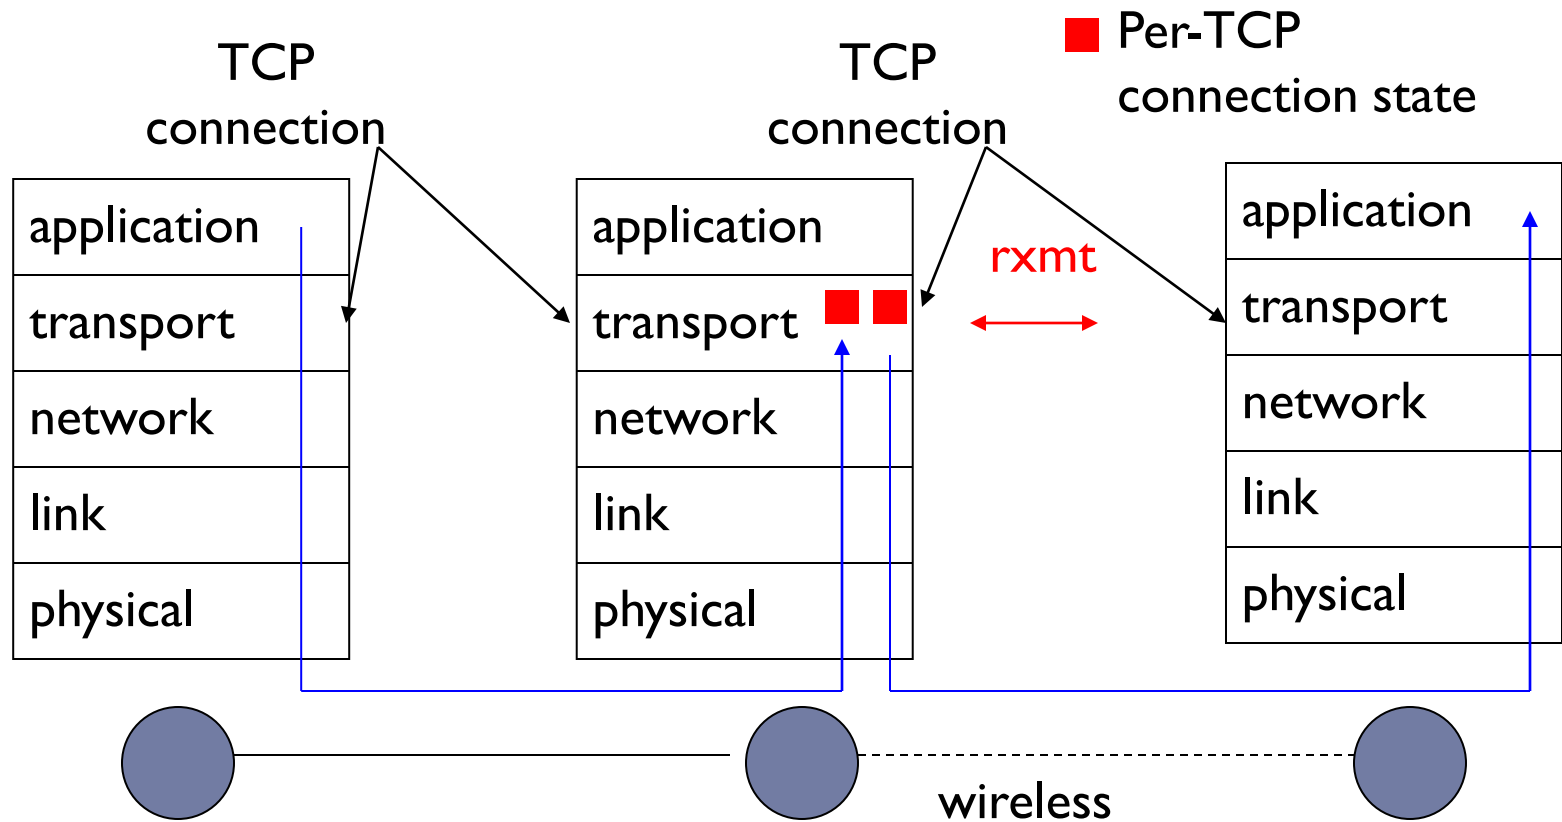 TCP
connection
TCP
connection
Per-TCP
connection state
application
transport
network
link
physical
application
transport
network
link
physical
rxmt
application
transport
network
link
physical
wireless